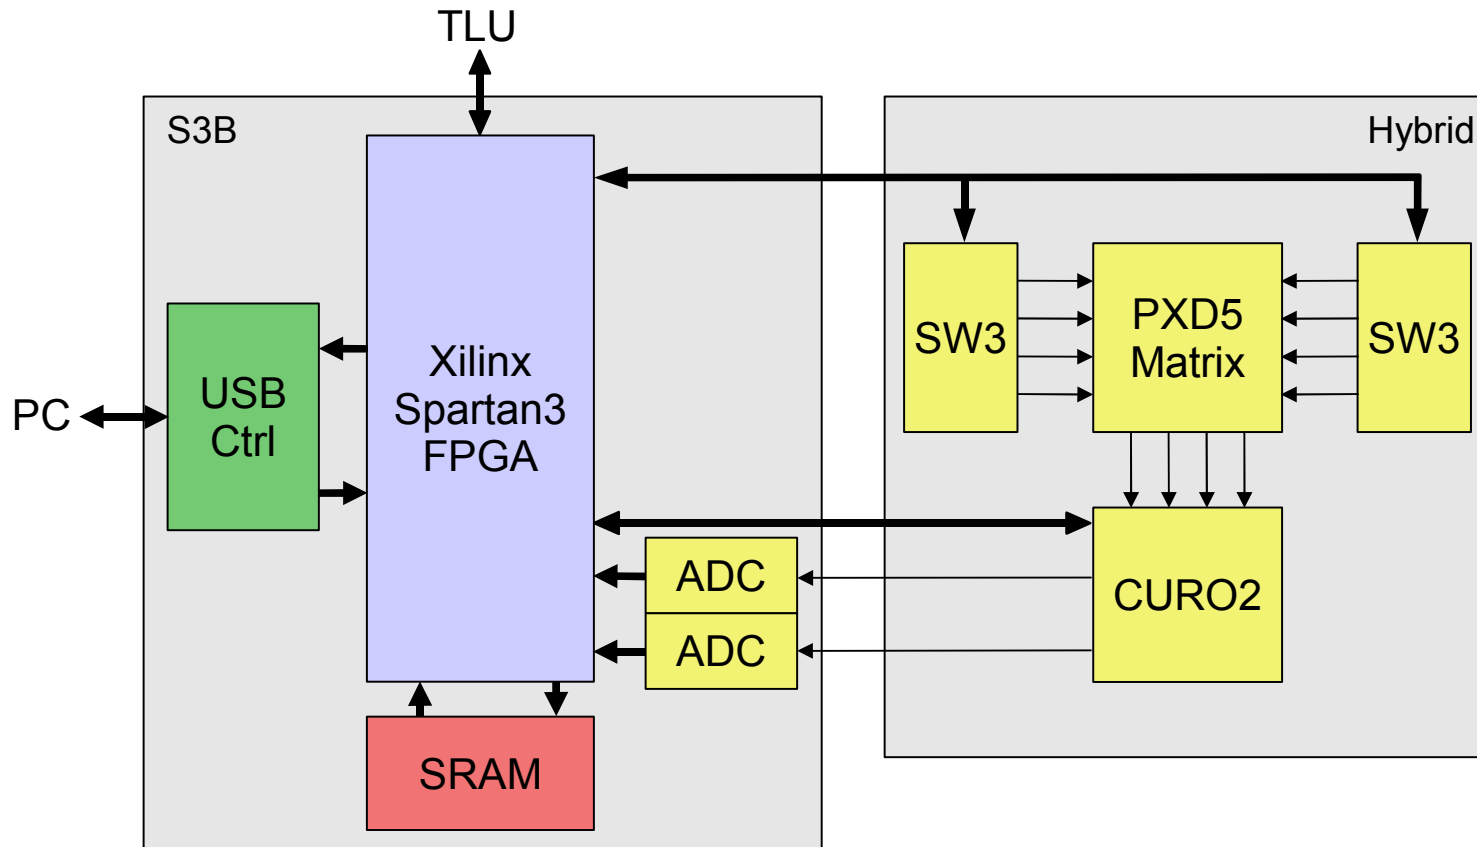 TLU
S3B
Hybrid
Xilinx
Spartan3
FPGA
USB
Ctrl
PC
SW3
PXD5
Matrix
SW3
ADC
ADC
CURO2
SRAM